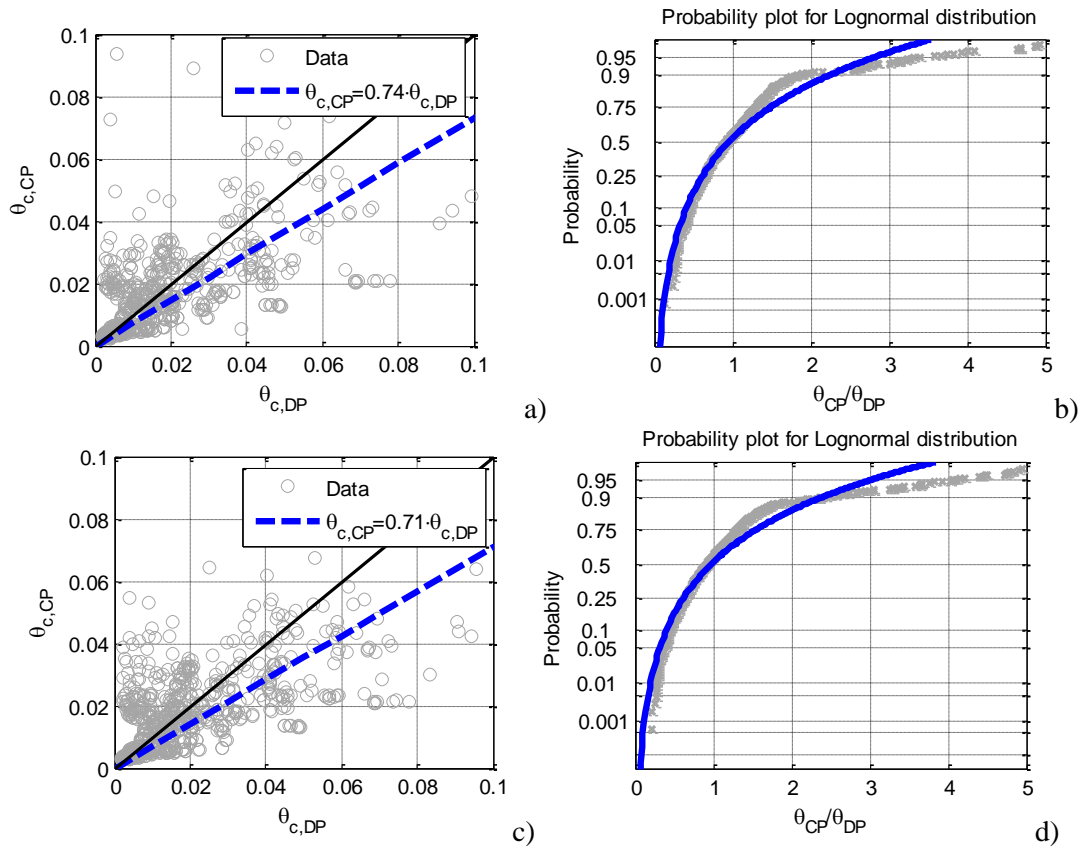 0.1
0.08
0.06
0.04
0.02
0
θc,CP
Data
θc,CP=0.74·θc,DP
0 0.02 0.04 0.06 0.08 0.1
θc,DP
a)
Probability plot for Lognormal distribution
0.95
0.9
0.75
0.5
0.25
0.1
0.05
0.01
0.001
Probability
0 1 2 3 4 5
θCP/θDP
b)
0.1
0.08
0.06
0.04
0.02
0
θc,CP
Data
θc,CP=0.71·θc,DP
0 0.02 0.04 0.06 0.08 0.1
θc,DP
c)
Probability plot for Lognormal distribution
0.95
0.9
0.75
0.5
0.25
0.1
0.05
0.01
0.001
Probability
0 1 2 3 4 5
θCP/θDP
d)